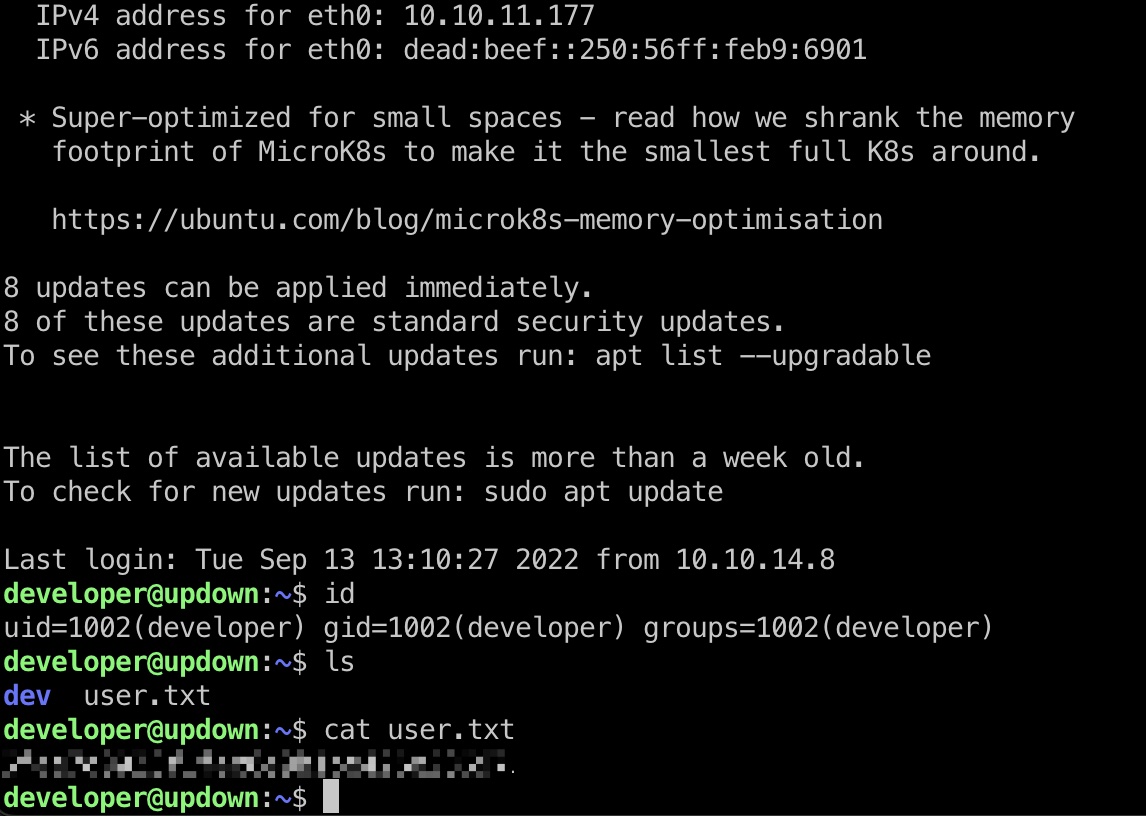 IPv4 address for eth0: 10.10.11.177
IPv6 address for eth0: dead:beef::250:56ff:feb9:6901
* Super-optimized for small spaces - read how we shrank the memory
footprint of MicroK8s to make it the smallest full K8s around.
https://ubuntu.com/blog/microk8s-memory-optimisation
8 updates can be applied immediately.
8 of these updates are standard security updates.
To see these additional updates run: apt list --upgradable
The list of available updates is more than a week old.
To check for new updates run: sudo apt update
Last login: Tue Sep 13 13:10:27 2022 from 10.10.14.8
developer@updown:~$ id
uid=1002(developer) gid=1002(developer) groups=1002(developer)
developer@updown:~$ ls
dev  user.txt
developer@updown:~$ cat user.txt
developer@updown:~$